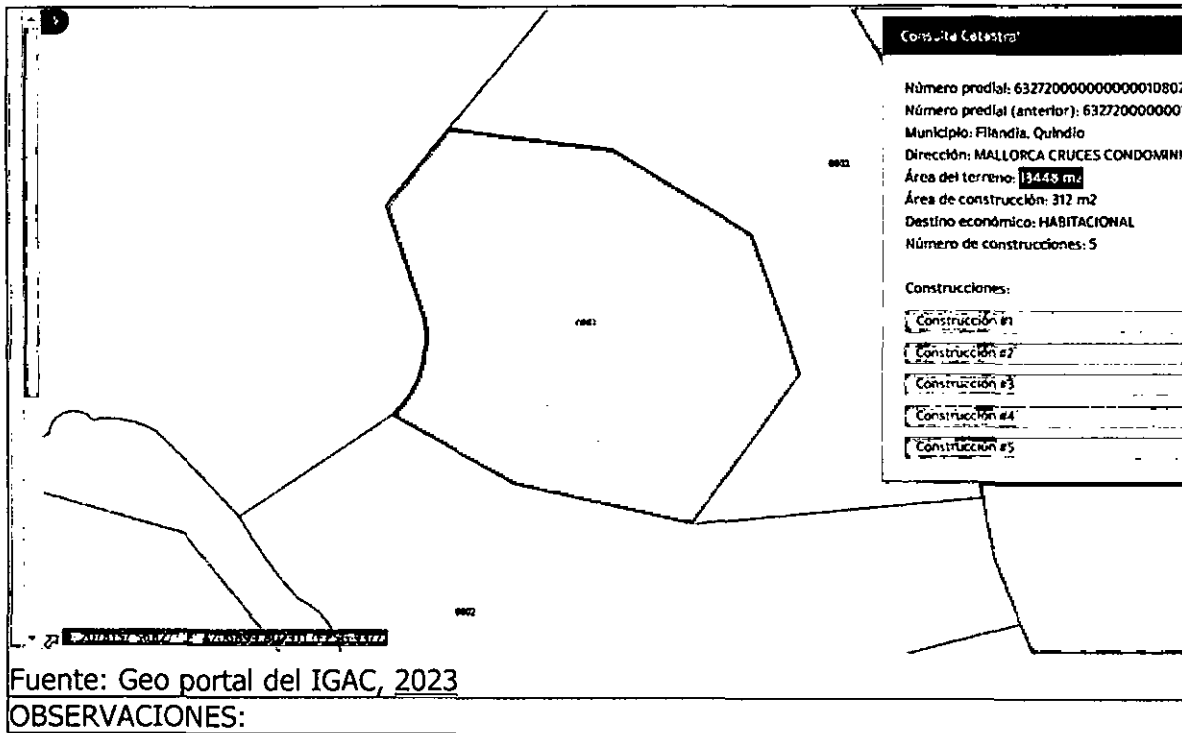 Consulta Catastral
Número predial: 6327200000000000010802
Número predial (anterior): 6327200000001
Municipio: Filandia, Quindío
Dirección: MALLORCA CRUCES CONDOMINI
Área del terreno: 13448 m2
Área de construcción: 312 m2
Destino económico: HABITACIONAL
Número de construcciones: 5
Construcciones:
Construcción #1
Construcción #2
Construcción #3
Construcción #4
Construcción #5
0802
Fuente: Geo portal del IGAC, 2023
OBSERVACIONES: